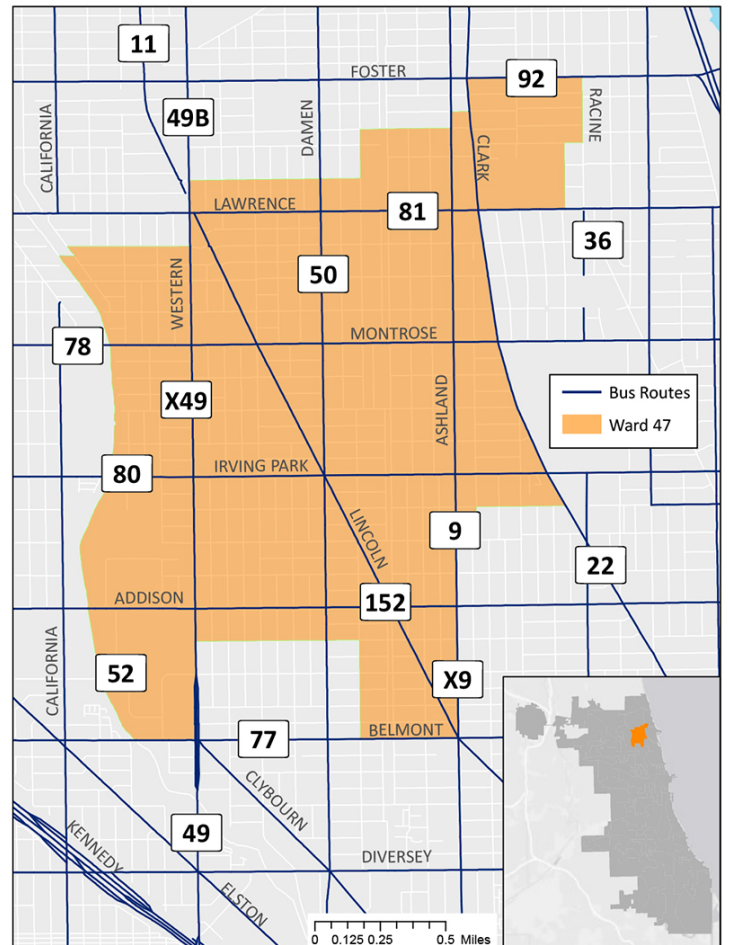 11
FOSTER
92
49B
CALIFORNIA
DAMEN
RACINE
CLARK
LAWRENCE
81
36
50
WESTERN
MONTROSE
78
Bus Routes
Ward 47
X49
ASHLAND
IRVING PARK
80
LINCOLN
9
22
ADDISON
152
CALIFORNIA
52
X9
BELMONT
77
CLYBOURN
KENNEDY
49
DIVERSEY
ELSTON
0 0.125 0.25 0.5 Miles